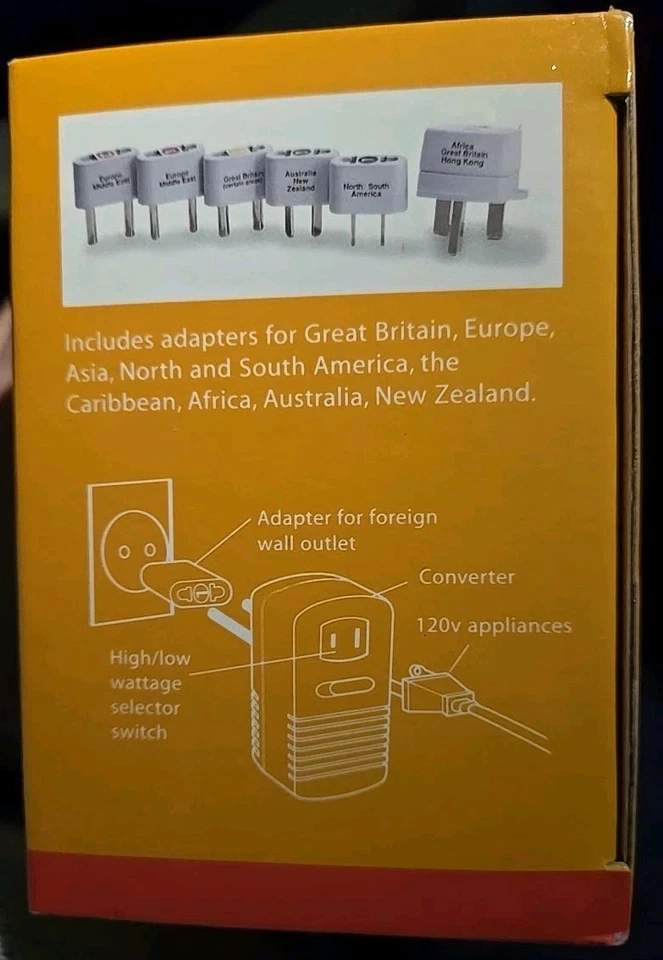 Europe
Middle East
Europe
Middle East
Great Britain
(certain areas)
Australia
New
Zealand
North South
America
Africa
Great Britain
Hong Kong
Includes adapters for Great Britain, Europe,
Asia, North and South America, the
Caribbean, Africa, Australia, New Zealand.
Adapter for foreign
wall outlet
Converter
120v appliances
High/low
wattage
selector
switch